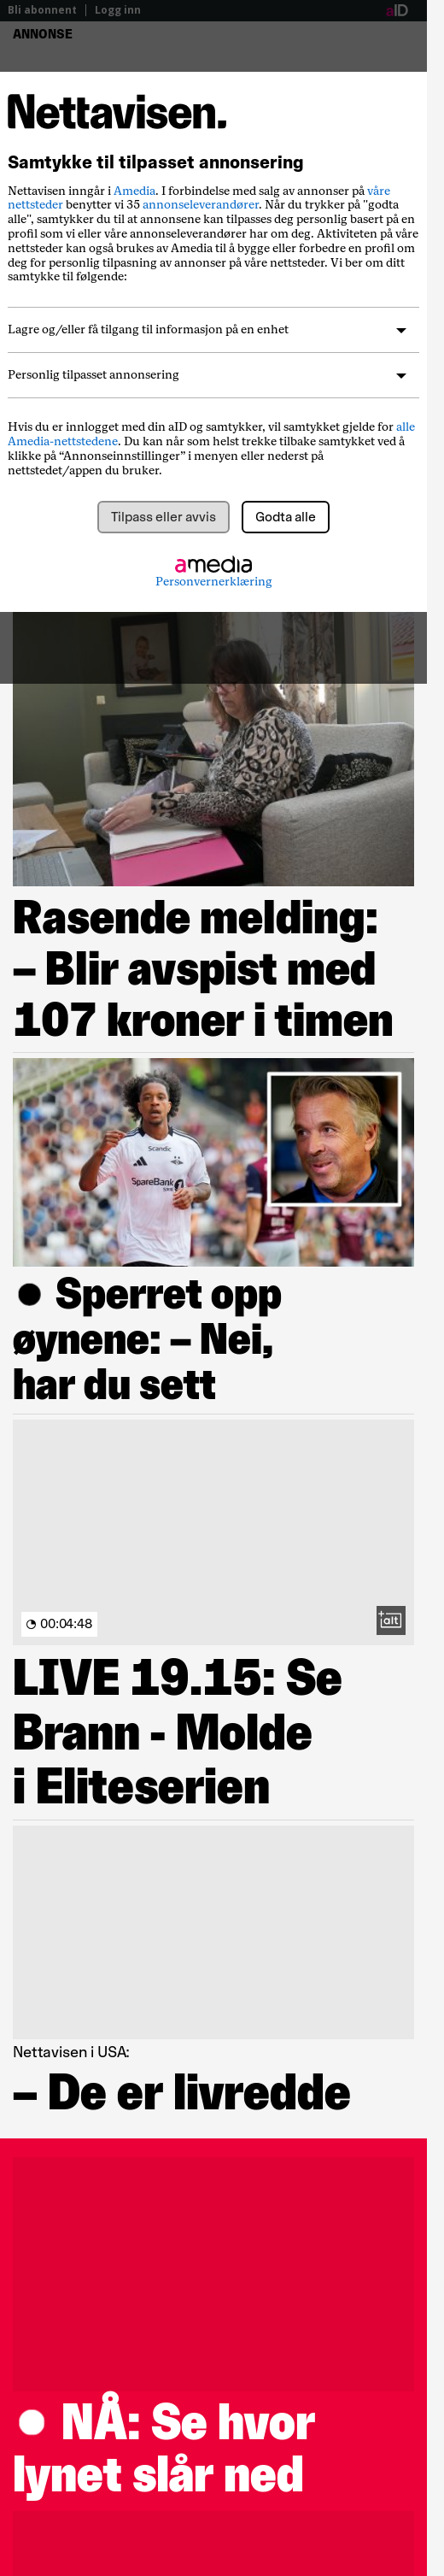 Bli abonnent
Logg inn
aID
ANNONSE
Nettavisen.
Samtykke til tilpasset annonsering
Nettavisen inngår i Amedia. I forbindelse med salg av annonser på våre
nettsteder benytter vi 35 annonseleverandører. Når du trykker på "godta
alle", samtykker du til at annonsene kan tilpasses deg personlig basert på en
profil som vi eller våre annonseleverandører har om deg. Aktiviteten på våre
nettsteder kan også brukes av Amedia til å bygge eller forbedre en profil om
deg for personlig tilpasning av annonser på våre nettsteder. Vi ber om ditt
samtykke til følgende:
Lagre og/eller få tilgang til informasjon på en enhet
Personlig tilpasset annonsering
Hvis du er innlogget med din aID og samtykker, vil samtykket gjelde for alle
Amedia-nettstedene. Du kan når som helst trekke tilbake samtykket ved å
klikke på “Annonseinnstillinger” i menyen eller nederst på
nettstedet/appen du bruker.
Tilpass eller avvis
Godta alle
amedia
Personvernerklæring
Rasende melding:
– Blir avspist med
107 kroner i timen
Scandic
SpareBank
Sperret opp
øynene: – Nei,
har du sett
00:04:48
+alt
LIVE 19.15: Se
Brann - Molde
i Eliteserien
Nettavisen i USA:
– De er livredde
NÅ: Se hvor
lynet slår ned